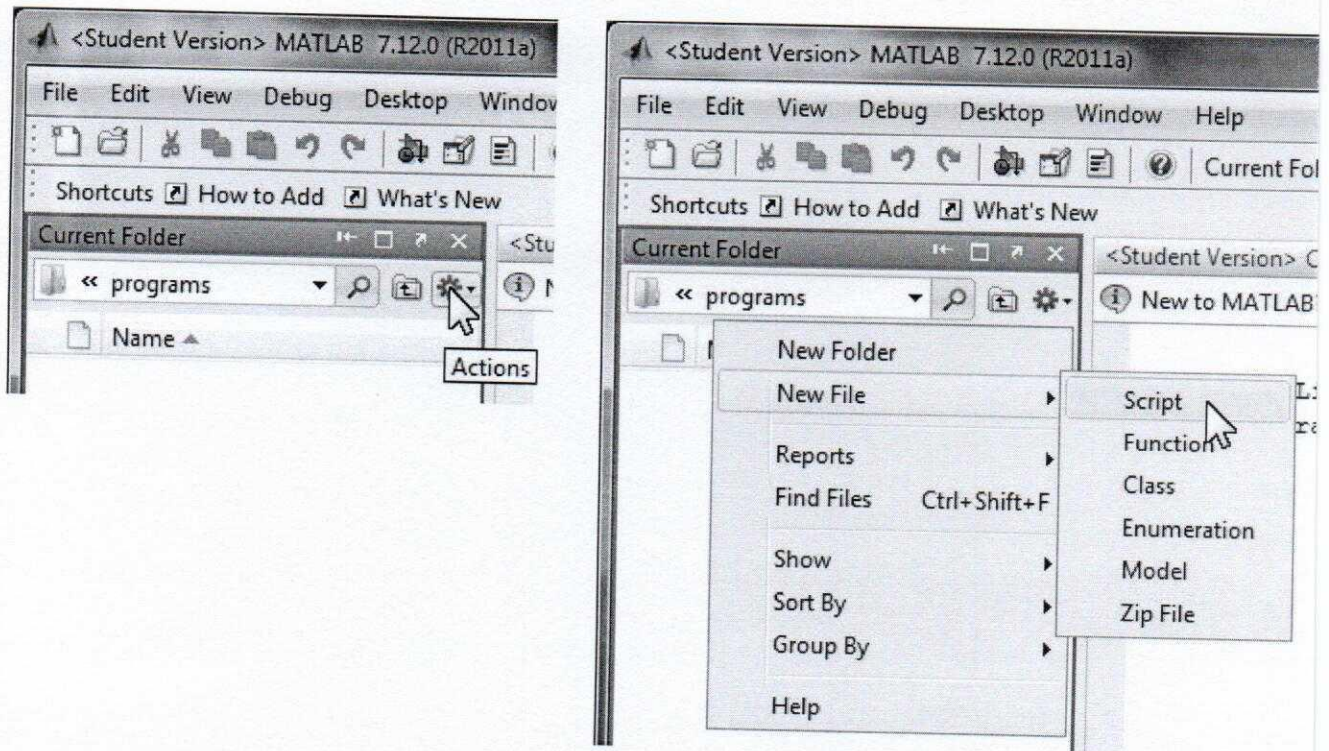 <Student Version> MATLAB 7.12.0 (R2011a)
File Edit View Debug Desktop Window
Shortcuts How to Add What's New
Current Folder
<Stu
« programs
N
Name
Actions
<Student Version> MATLAB 7.12.0 (R2011a)
File Edit View Debug Desktop Window Help
Current Fol
Shortcuts How to Add What's New
Current Folder
<Student Version> C
« programs
New to MATLAB
New Folder
New File
Reports
Find Files Ctrl+Shift+F
Show
Sort By
Group By
Help
Script
Function
Class
Enumeration
Model
Zip File